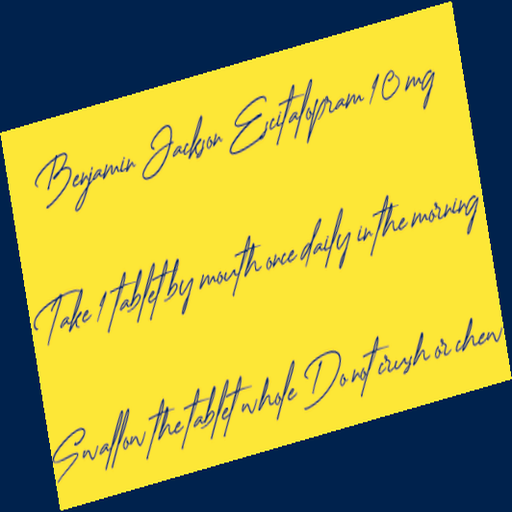 Benjamin Jackson Escitalopram 10 mg
Take 1 tablet by mouth once daily in the morning
Swallow the tablet whole Do not crush or chew